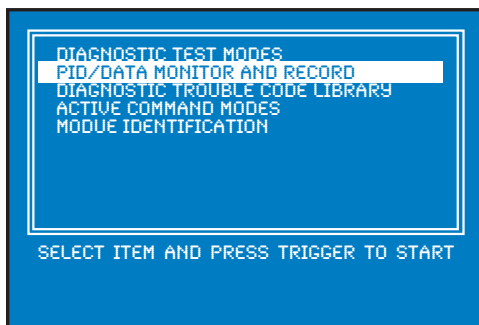 DIAGNOSTIC TEST MODES
PID/DATA MONITOR AND RECORD
DIAGNOSTIC TROUBLE CODE LIBRARY
ACTIVE COMMAND MODES
MODUE IDENTIFICATION
SELECT ITEM AND PRESS TRIGGER TO START